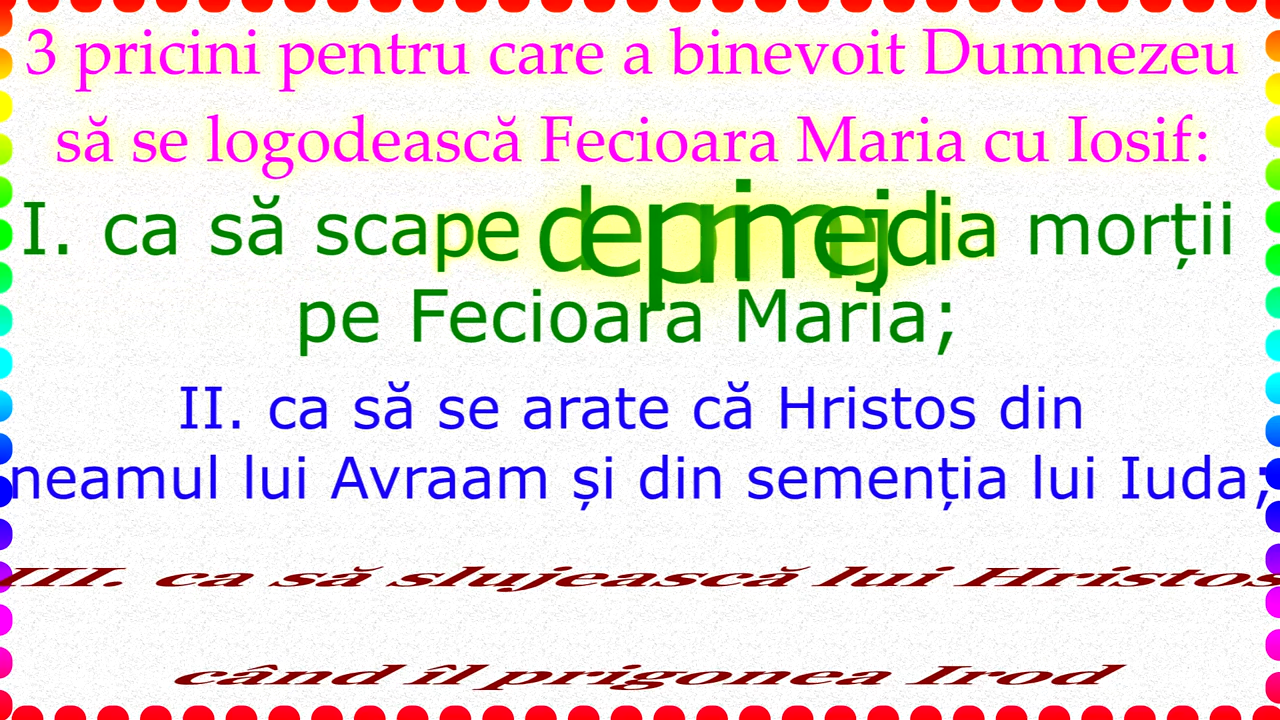 3 pricini pentru care a binevoit Dumnezeu
să se logodească Fecioara Maria cu Iosif:
I. ca să scape de primejdia morții
pe Fecioara Maria;
II. ca să se arate că Hristos din
neamul lui Avraam și din semenția lui Iuda;
III. ca să slujească lui Hristos
când îl prigonea Irod